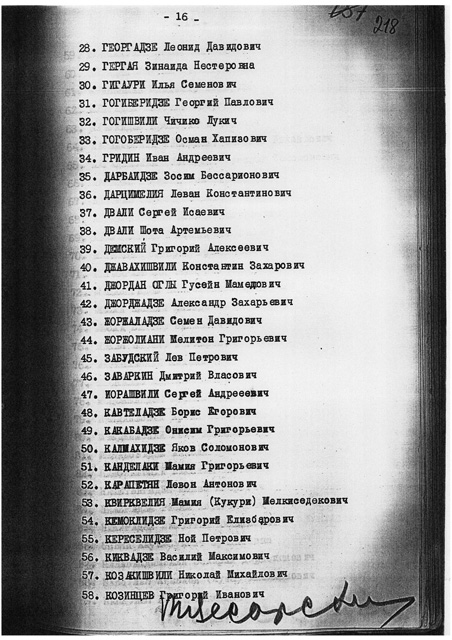 - 16 -
218
28. ГЕОРГАДЗЕ Леонид Давидович
29. ГЕРГАЯ Зинаида Нестеровна
30. ГИГАУРИ Илья Семенович
31. ГОГИБЕРИДЗЕ Георгий Павлович
32. ГОГИШВИЛИ Чичико Лукич
33. ГОГОБЕРИДЗЕ Осман Хапизович
34. ГРИДИН Иван Андреевич
35. ДАРБАИДЗЕ Зосим Бессарионович
36. ДАРЦИМЕЛИЯ Леван Константинович
37. ДВАЛИ Сергей Исаевич
38. ДВАЛИ Шота Артемьевич
39. ДЕМСКИЙ Григорий Алексеевич
40. ДЖАВАХИШВИЛИ Константин Захарович
41. ДЖОРДАН ОГЛЫ Гусейн Мамедович
42. ДЖОРДЖАДЗЕ Александр Захарьевич
43. ЖОРЖАЛАДЗЕ Семен Давидович
44. ЖОРЖОЛИАНИ Мелитон Григорьевич
45. ЗАБУДСКИЙ Лев Петрович
46. ЗАВАРКИН Дмитрий Власович
47. ИОРАШВИЛИ Сергей Андреевич
48. КАВТЕЛАДЗЕ Борис Егорович
49. КАКАБАДЗЕ Онисим Григорьевич
50. КАЛМАХИДЗЕ Яков Соломонович
51. КАНДЕЛАКИ Мамия Григорьевич
52. КАРАПЕТЯН Левон Антонович
53. КВИРКВЕЛИЯ Мамия (Кукури) Мелкиседекович
54. КЕМОКЛИДЗЕ Григорий Елизбарович
55. КЕРЕСЕЛИДЗЕ Ной Петрович
56. КИКВАДЗЕ Василий Максимович
57. КОЗАКИШВИЛИ Николай Михайлович
58. КОЗИНЦЕВ Григорий Иванович